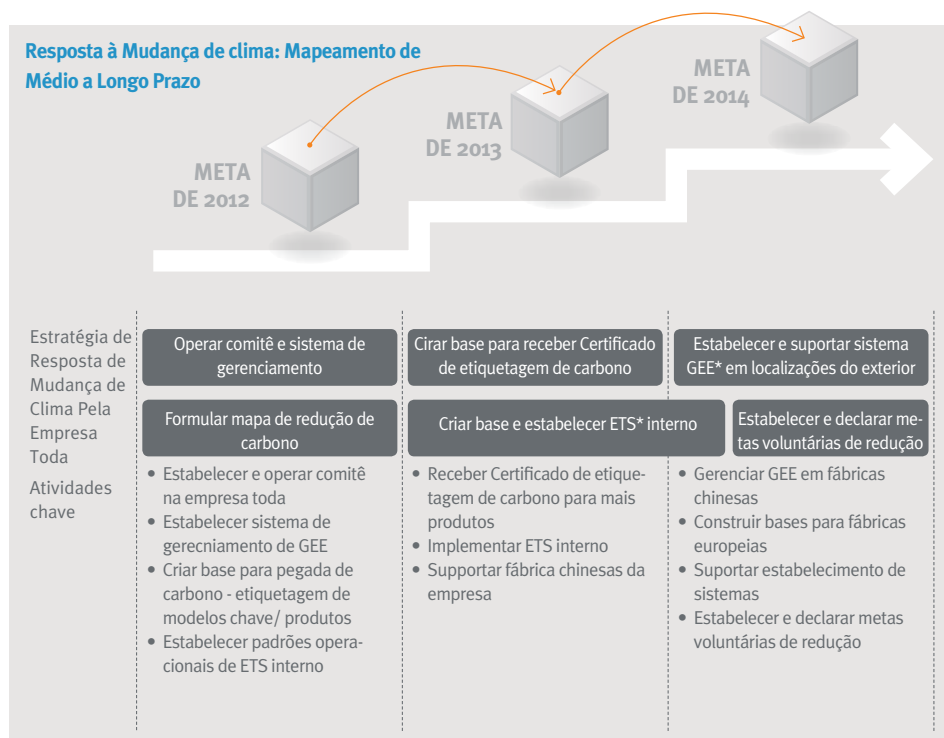 Resposta à Mudança de clima: Mapeamento de
Médio a Longo Prazo
META
DE 2012
META
DE 2013
META
DE 2014
Estratégia de
Resposta de
Mudança de
Clima Pela
Empresa
Toda
Operar comitê e sistema de
gerenciamento
Cirar base para receber Certificado
de etiquetagem de carbono
Estabelecer e suportar sistema
GEE* em localizações do exterior
Formular mapa de redução de
carbono
Criar base e estabelecer ETS* interno
Estabelecer e declarar me-
tas voluntárias de redução
Atividades
chave
• Estabelecer e operar comitê
na empresa toda
• Estabelecer sistema de
gerecniamento de GEE
• Criar base para pegada de
carbono - etiquetagem de
modelos chave/ produtos
• Estabelecer padrões opera-
cionais de ETS interno
• Receber Certificado de etique-
tagem de carbono para mais
produtos
• Implementar ETS interno
• Supportar fábrica chinesas da
empresa
• Gerenciar GEE em fábricas
chinesas
• Construir bases para fábricas
europeias
• Suportar estabelecimento de
sistemas
• Estabelecer e declarar metas
voluntárias de redução